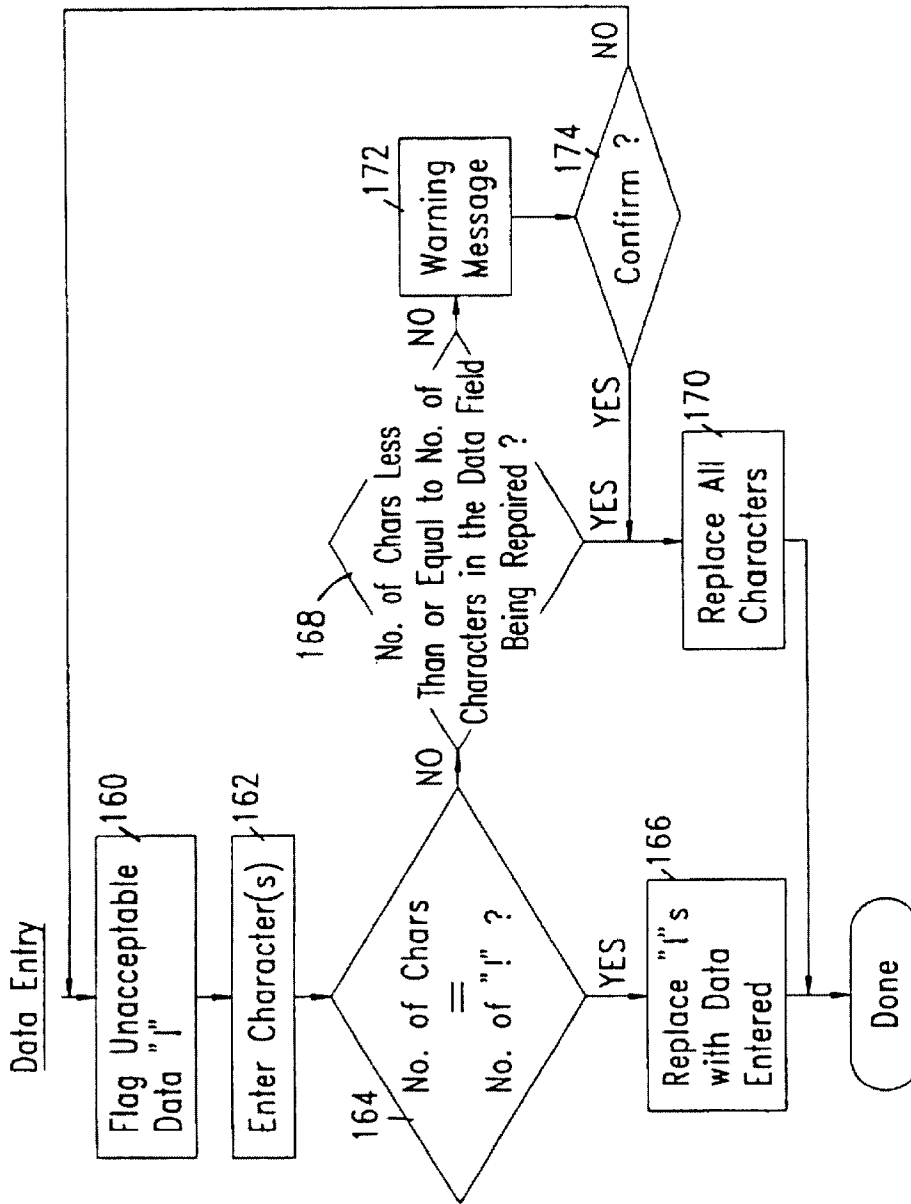 Data Entry
160
Flag Unacceptable
Data "!"
162
Enter Character(s)
164
No. of Chars
=
No. of "!" ?
NO
YES
166
Replace "!"s
with Data
Entered
Done
168
No. of Chars Less
Than or Equal to No. of
Characters in the Data Field
Being Repaired ?
NO
YES
172
Warning
Message
174
Confirm ?
NO
YES
170
Replace All
Characters